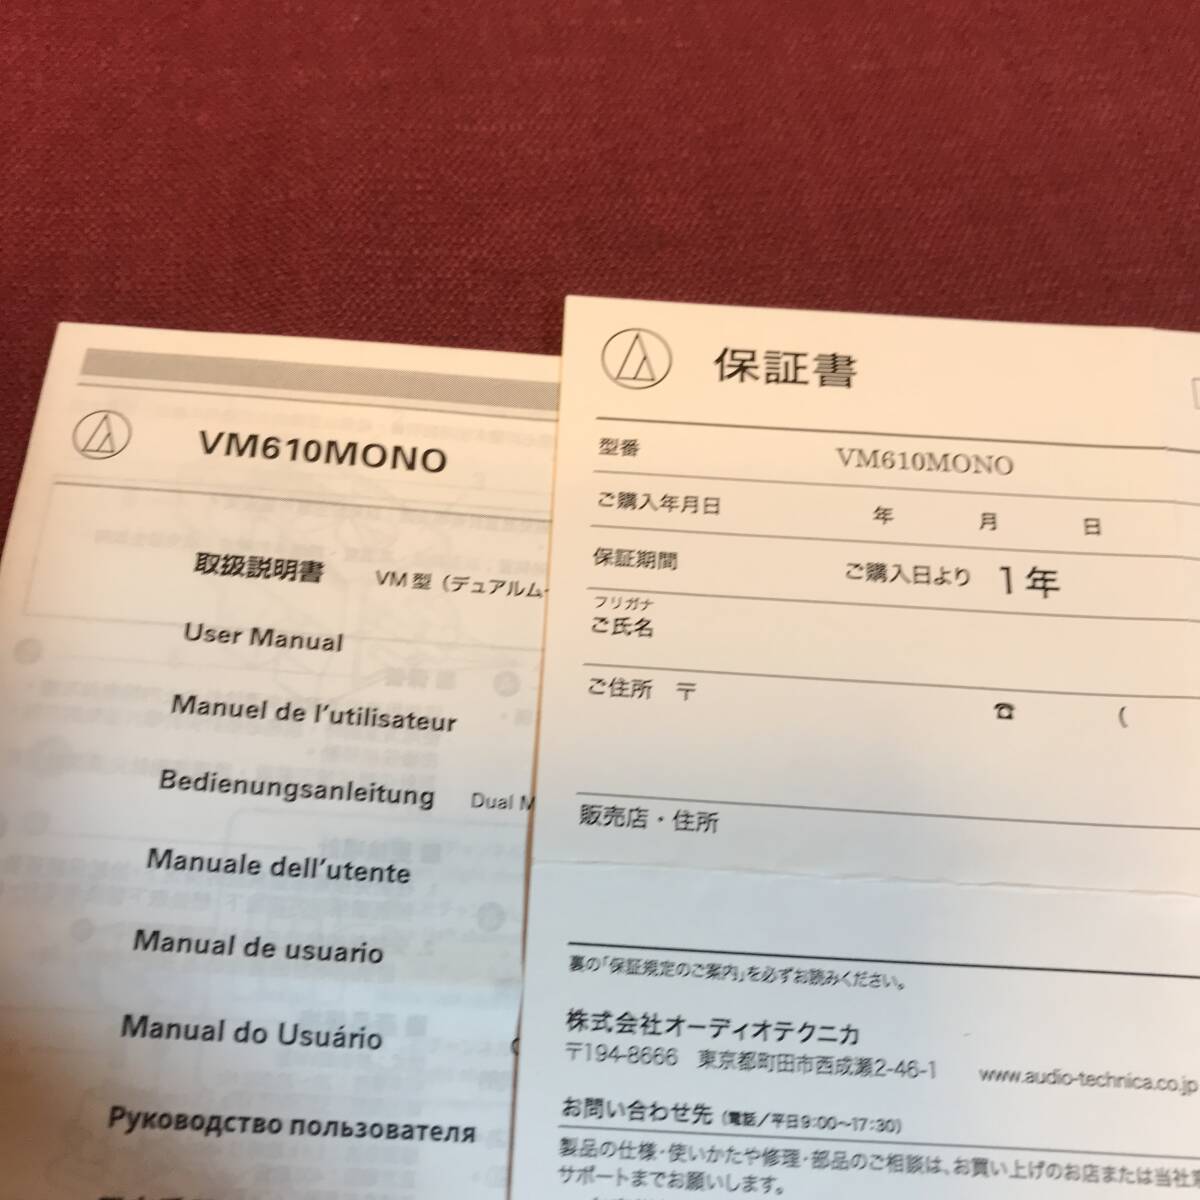 VM610MONO
取扱説明書 VM型（デュアルム
User Manual
Manuel de l'utilisateur
Bedienungsanleitung Dual M
Manuale dell'utente
Manual de usuario
Manual do Usuário
Руководство пользователя
保証書
型番 VM610MONO
ご購入年月日 年 月 日
保証期間 ご購入日より 1年
フリガナ
ご氏名
ご住所 〒
☎ (
販売店・住所
裏の「保証規定のご案内」を必ずお読みください。
株式会社オーディオテクニカ
〒194-8666 東京都町田市西成瀬2-46-1 www.audio-technica.co.jp
お問い合わせ先（電話／平日9:00〜17:30）
製品の仕様・使いかたや修理・部品のご相談は、お買い上げのお店または当社
サポートまでお願いします。